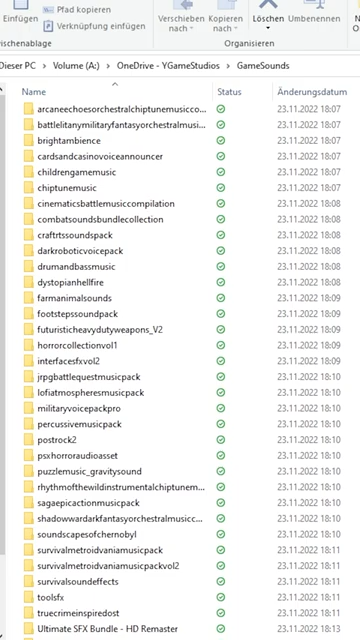 Einfügen
Pfad kopieren
Verknüpfung einfügen
Verschieben nach
Kopieren nach
Löschen
Umbenennen
Organisieren
Dieser PC > Volume (A:) > OneDrive - YGameStudios > GameSounds
Name Status Änderungsdatum
arcaneechoesorchestralchiptunemusicco... 23.11.2022 18:07
battlelitanymilitaryfantasyorchestralmusi... 23.11.2022 18:07
brightambience 23.11.2022 18:07
cardsandcasinovoiceannouncer 23.11.2022 18:07
childrengamemusic 23.11.2022 18:07
chiptunemusic 23.11.2022 18:07
cinematicsbattlemusiccompilation 23.11.2022 18:08
combatsoundsbundlecollection 23.11.2022 18:08
craftrtssoundspack 23.11.2022 18:08
darkroboticvoicepack 23.11.2022 18:08
drumandbassmusic 23.11.2022 18:08
dystopianhellfire 23.11.2022 18:08
farmanimalsounds 23.11.2022 18:09
footstepssoundpack 23.11.2022 18:09
futuristicheavydutyweapons_V2 23.11.2022 18:09
horrorcollectionvol1 23.11.2022 18:09
interfacesfxvol2 23.11.2022 18:09
jrpgbattlequestmusicpack 23.11.2022 18:10
lofiatmospheresmusicpack 23.11.2022 18:10
militaryvoicepackpro 23.11.2022 18:10
percussivemusicpack 23.11.2022 18:10
postrock2 23.11.2022 18:10
psxhorroraudioasset 23.11.2022 18:10
puzzlemusic_gravitysound 23.11.2022 18:10
rhythmofthewildinstrumentalchiptunem... 23.11.2022 18:10
sagaepicactionmusicpack 23.11.2022 18:10
shadowwardarkfantasyorchestralmusicc... 23.11.2022 18:10
soundscapesofchernobyl 23.11.2022 18:10
survivalmetroidvaniamusicpack 23.11.2022 18:11
survivalmetroidvaniamusicpackvol2 23.11.2022 18:11
survivalsoundeffects 23.11.2022 18:11
toolsfx 23.11.2022 18:11
truecrimeinspiredost 23.11.2022 18:11
Ultimate SFX Bundle - HD Remaster 23.11.2022 18:13